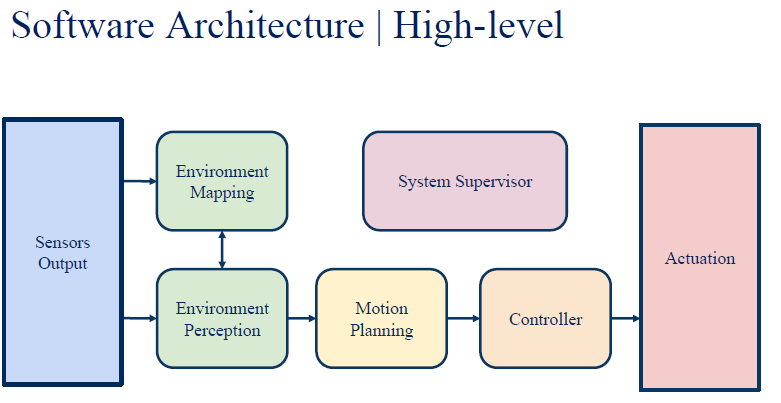 Software Architecture | High-level
Sensors
Output
Environment
Mapping
System Supervisor
Environment
Perception
Motion
Planning
Controller
Actuation